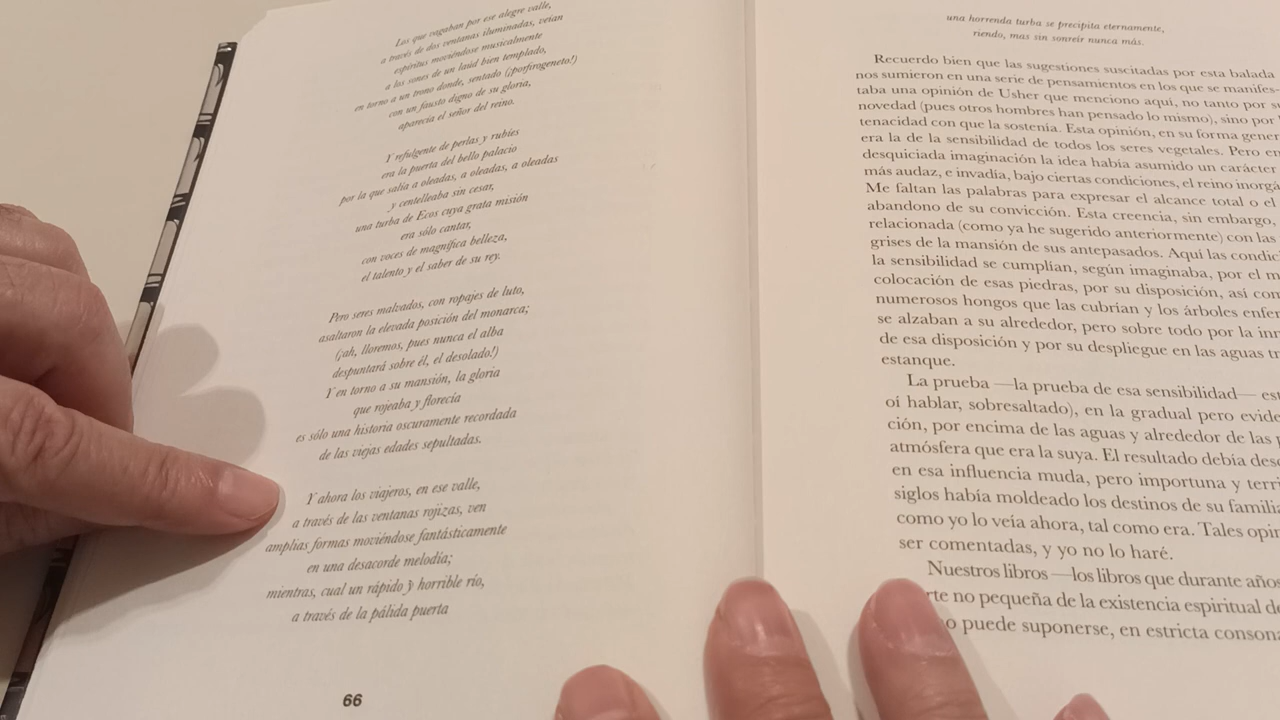 Los que vagaban por ese alegre valle,
a través de dos ventanas iluminadas, veían
espíritus moviéndose musicalmente
a los sones de un laúd bien templado,
en torno a un trono donde, sentado (¡porfirogeneto!)
con un fausto digno de su gloria,
aparecía el señor del reino.
Y refulgente de perlas y rubíes
era la puerta del bello palacio
por la que salía a oleadas, a oleadas, a oleadas
y centelleaba sin cesar,
una turba de Ecos cuya grata misión
era sólo cantar,
con voces de magnífica belleza,
el talento y el saber de su rey.
Pero seres malvados, con ropajes de luto,
asaltaron la elevada posición del monarca;
(¡ah, lloremos, pues nunca el alba
despuntará sobre él, el desolado!)
Y en torno a su mansión, la gloria
que rojeaba y florecía
es sólo una historia oscuramente recordada
de las viejas edades sepultadas.
Y ahora los viajeros, en ese valle,
a través de las ventanas rojizas, ven
amplias formas moviéndose fantásticamente
en una desacorde melodía;
mientras, cual un rápido y horrible río,
a través de la pálida puerta
66
una horrenda turba se precipita eternamente,
riendo, mas sin sonreír nunca más.
Recuerdo bien que las sugestiones suscitadas por esta balada
nos sumieron en una serie de pensamientos en los que se manifes-
taba una opinión de Usher que menciono aquí, no tanto por su
novedad (pues otros hombres han pensado lo mismo), sino por
tenacidad con que la sostenía. Esta opinión, en su forma gener
era la de la sensibilidad de todos los seres vegetales. Pero en
desquiciada imaginación la idea había asumido un carácter
más audaz, e invadía, bajo ciertas condiciones, el reino inorgá
Me faltan las palabras para expresar el alcance total o el
abandono de su convicción. Esta creencia, sin embargo,
relacionada (como ya he sugerido anteriormente) con las
grises de la mansión de sus antepasados. Aquí las condic
la sensibilidad se cumplían, según imaginaba, por el m
colocación de esas piedras, por su disposición, así com
numerosos hongos que las cubrían y los árboles enfer
se alzaban a su alrededor, pero sobre todo por la inm
de esa disposición y por su despliegue en las aguas tr
estanque.
La prueba —la prueba de esa sensibilidad— est
oí hablar, sobresaltado), en la gradual pero evide
ción, por encima de las aguas y alrededor de las p
atmósfera que era la suya. El resultado debía desc
en esa influencia muda, pero importuna y terri
siglos había moldeado los destinos de su famili
como yo lo veía ahora, tal como era. Tales opin
ser comentadas, y yo no lo haré.
Nuestros libros —los libros que durante años
rte no pequeña de la existencia espiritual d
o puede suponerse, en estricta consona